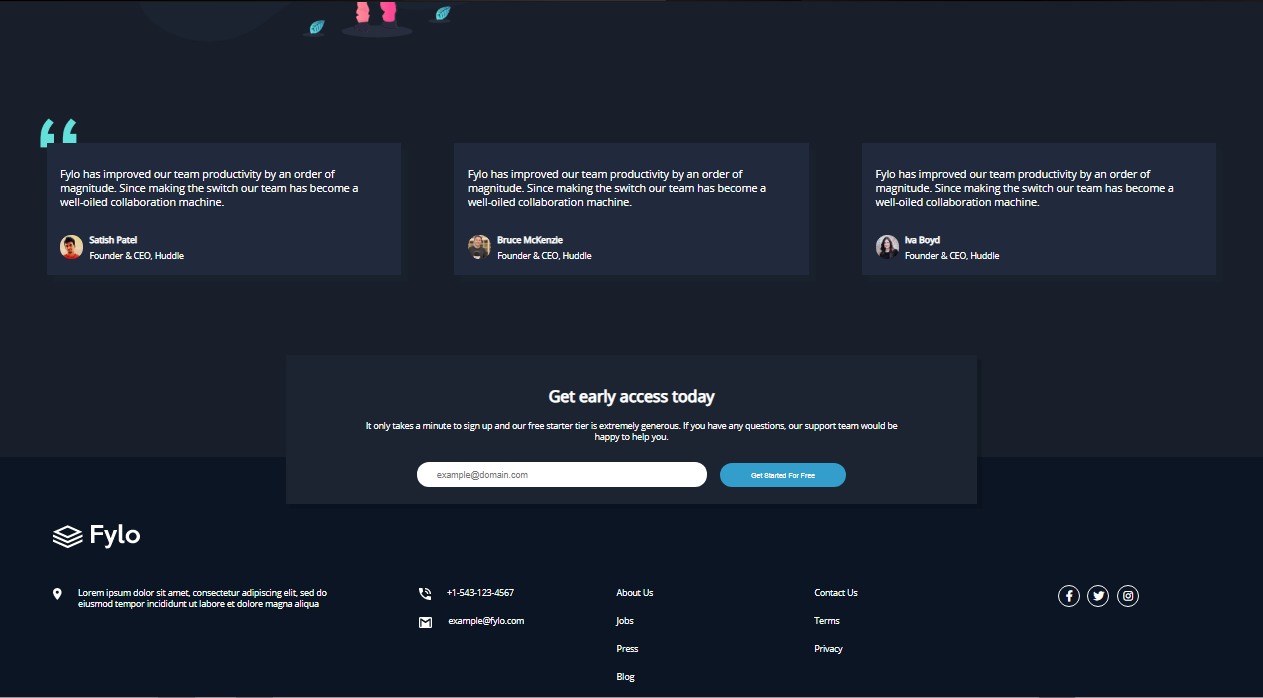 Fylo has improved our team productivity by an order of
magnitude. Since making the switch our team has become a
well-oiled collaboration machine.
Satish Patel
Founder & CEO, Huddle
Fylo has improved our team productivity by an order of
magnitude. Since making the switch our team has become a
well-oiled collaboration machine.
Bruce McKenzie
Founder & CEO, Huddle
Fylo has improved our team productivity by an order of
magnitude. Since making the switch our team has become a
well-oiled collaboration machine.
Iva Boyd
Founder & CEO, Huddle
Get early access today
It only takes a minute to sign up and our free starter tier is extremely generous. If you have any questions, our support team would be
happy to help you.
example@domain.com
Get Started For Free
Fylo
Lorem ipsum dolor sit amet, consectetur adipiscing elit, sed do
eiusmod tempor incididunt ut labore et dolore magna aliqua
+1-543-123-4567
example@fylo.com
About Us
Jobs
Press
Blog
Contact Us
Terms
Privacy